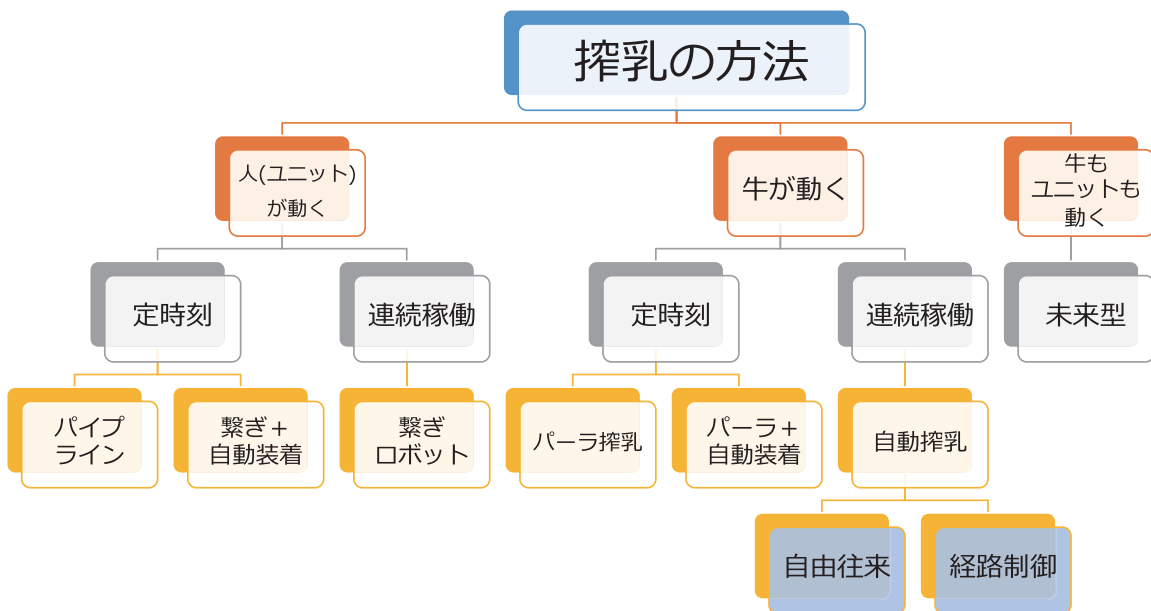 搾乳の方法
人(ユニット)
が動く
牛が動く
牛も
ユニットも
動く
定時刻
連続稼働
定時刻
連続稼働
未来型
パイプ
ライン
繋ぎ+
自動装着
繋ぎ
ロボット
パーラ搾乳
パーラ+
自動装着
自動搾乳
自由往来
経路制御